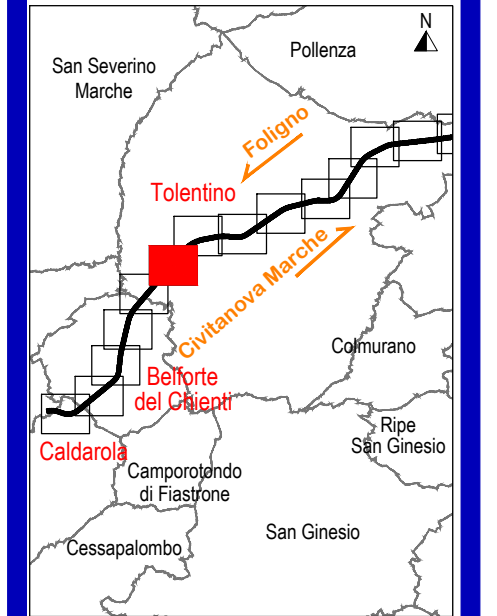 N
Pollenza
San Severino
Marche
Foligno
Tolentino
Civitanova Marche
Colmurano
Belforte
del Chienti
Ripe
San Ginesio
Caldarola
Camporotondo
di Fiastrone
San Ginesio
Cessapalombo